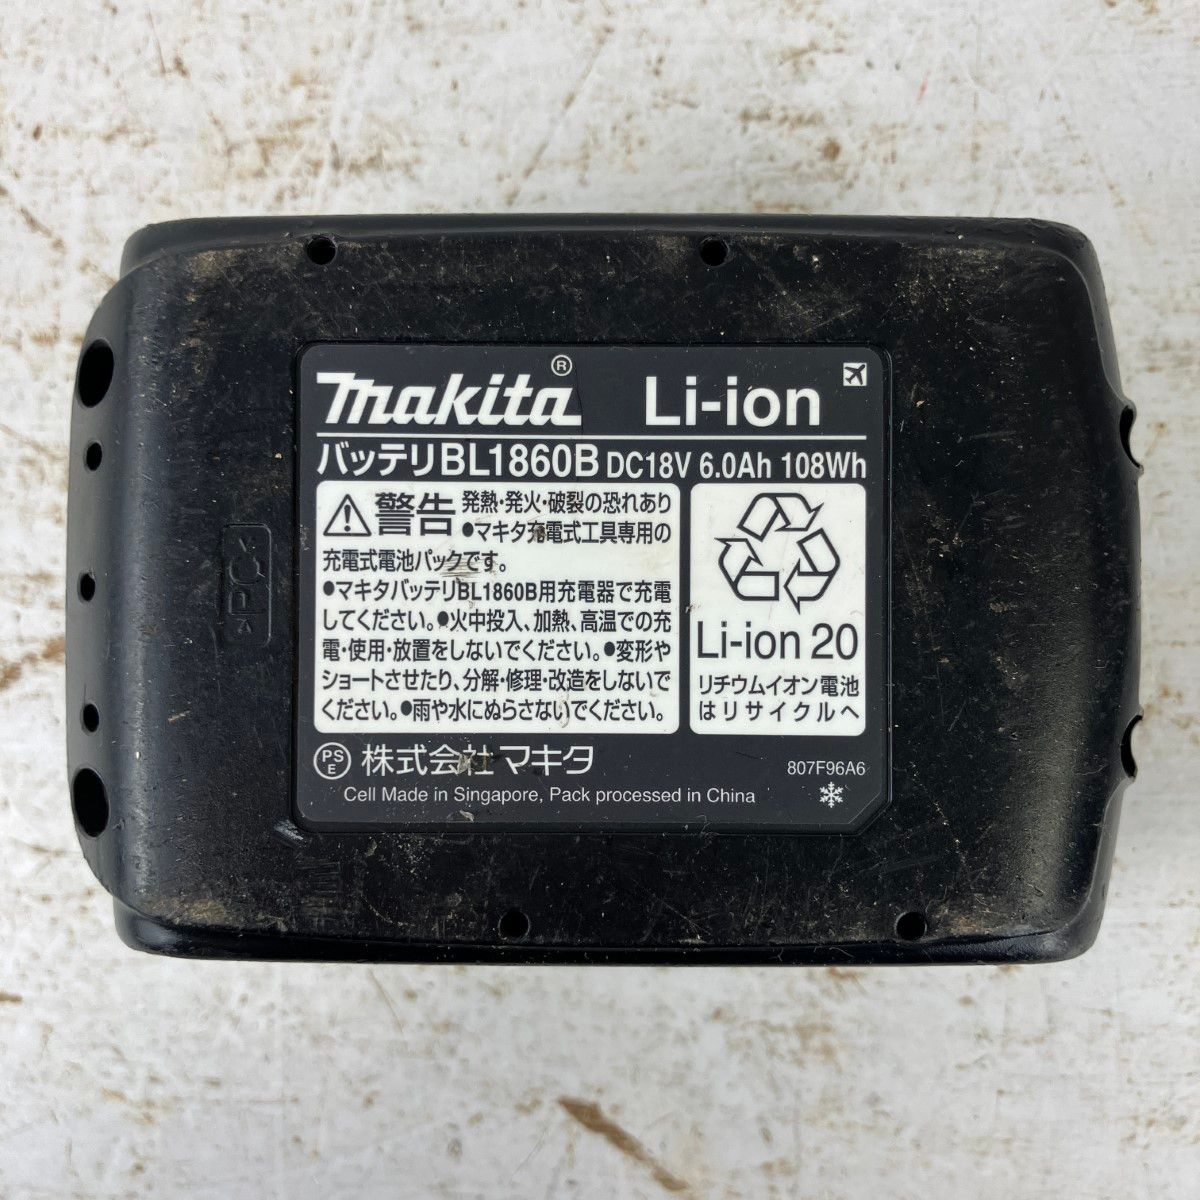 makita® Li-ion
バッテリBL1860B DC18V 6.0Ah 108Wh
警告 発熱・発火・破裂の恐れあり
●マキタ充電式工具専用の
充電式電池パックです。
●マキタバッテリBL1860B用充電器で充電
してください。●火中投入、加熱、高温での充
電・使用・放置をしないでください。●変形や
ショートさせたり、分解・修理・改造をしないで
ください。●雨や水にぬらさないでください。
Li-ion 20
リチウムイオン電池
はリサイクルへ
PS
E
株式会社マキタ
807F96A6
Cell Made in Singapore, Pack processed in China
>PC<